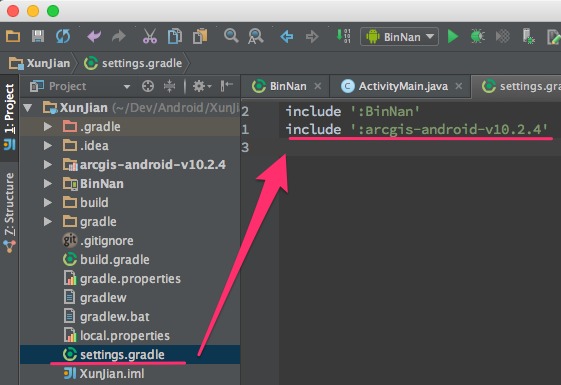 BinNan
XunJian
settings.gradle
1: Project
Z: Structure
Project
XunJian (~/Dev/Android/XunJi
.gradle
.idea
arcgis-android-v10.2.4
BinNan
build
gradle
.gitignore
build.gradle
gradle.properties
gradlew
gradlew.bat
local.properties
settings.gradle
XunJian.iml
BinNan
ActivityMain.java
settings.gra
2 include ':BinNan'
1 include ':arcgis-android-v10.2.4'
3